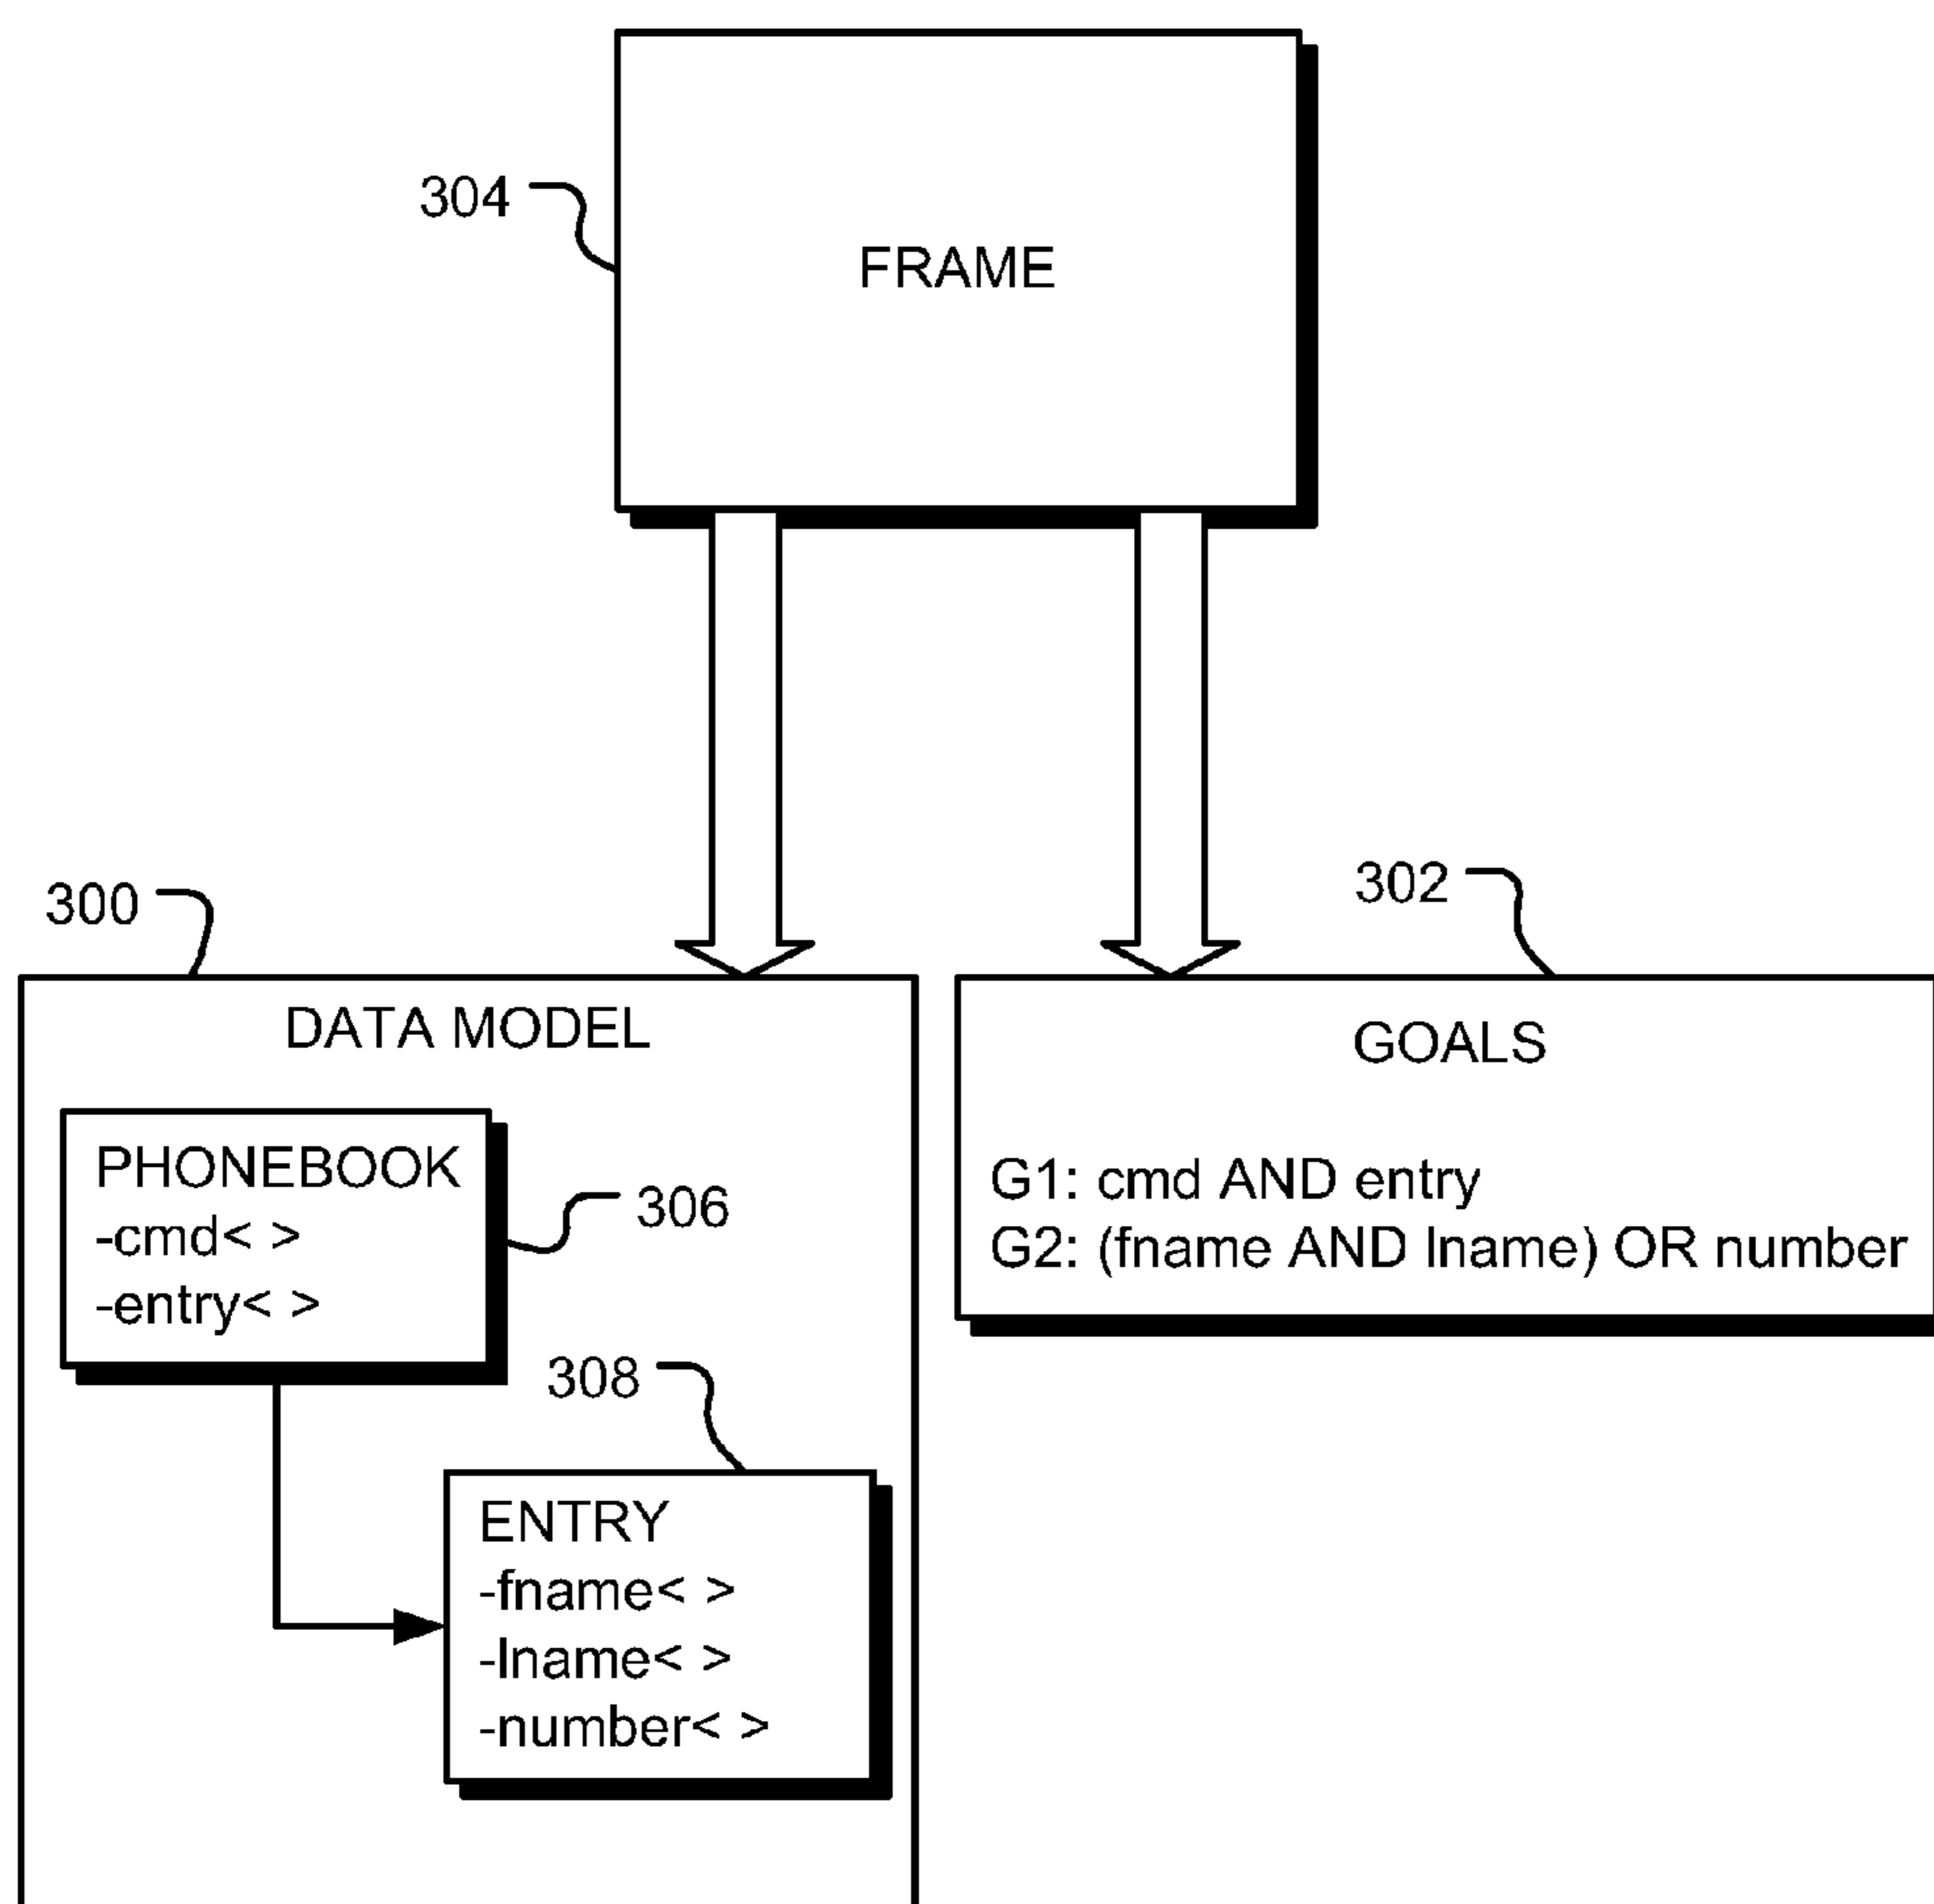 304
FRAME
300
302
DATA MODEL
GOALS
PHONEBOOK
-cmd< >
-entry< >
306
G1: cmd AND entry
G2: (fname AND lname) OR number
308
ENTRY
-fname< >
-lname< >
-number< >